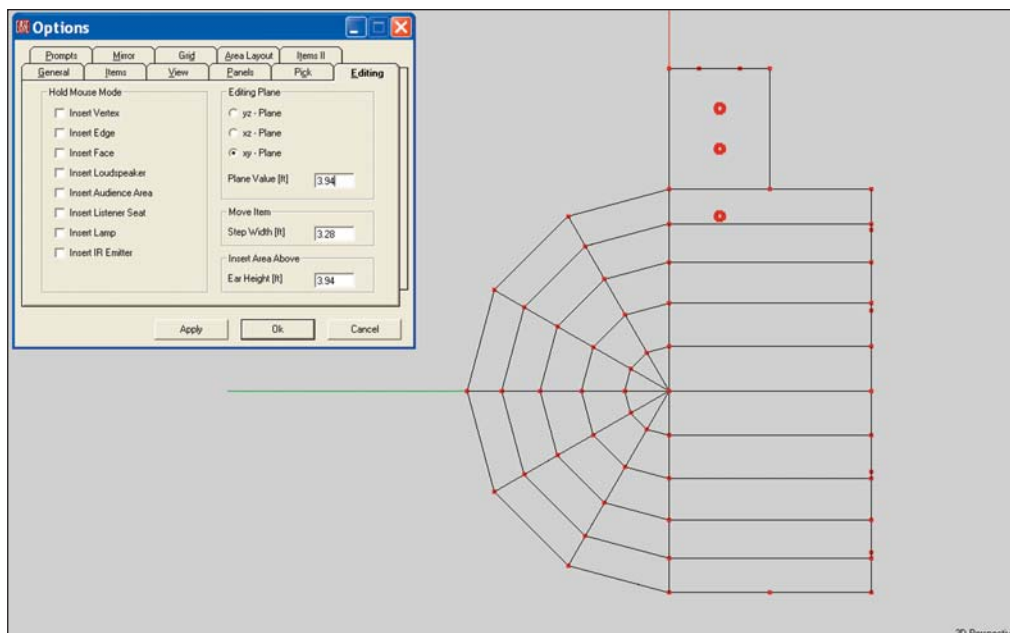 Options
Prompts Mirror Grid Area Layout Items II
General Items View Panels Pick Editing
Hold Mouse Mode
Insert Vertex
Insert Edge
Insert Face
Insert Loudspeaker
Insert Audience Area
Insert Listener Seat
Insert Lamp
Insert IR Emitter
Editing Plane
yz - Plane
xz - Plane
xy - Plane
Plane Value [ft] 3.94
Move Item
Step Width [ft] 3.28
Insert Area Above
Ear Height [ft] 3.94
Apply Ok Cancel